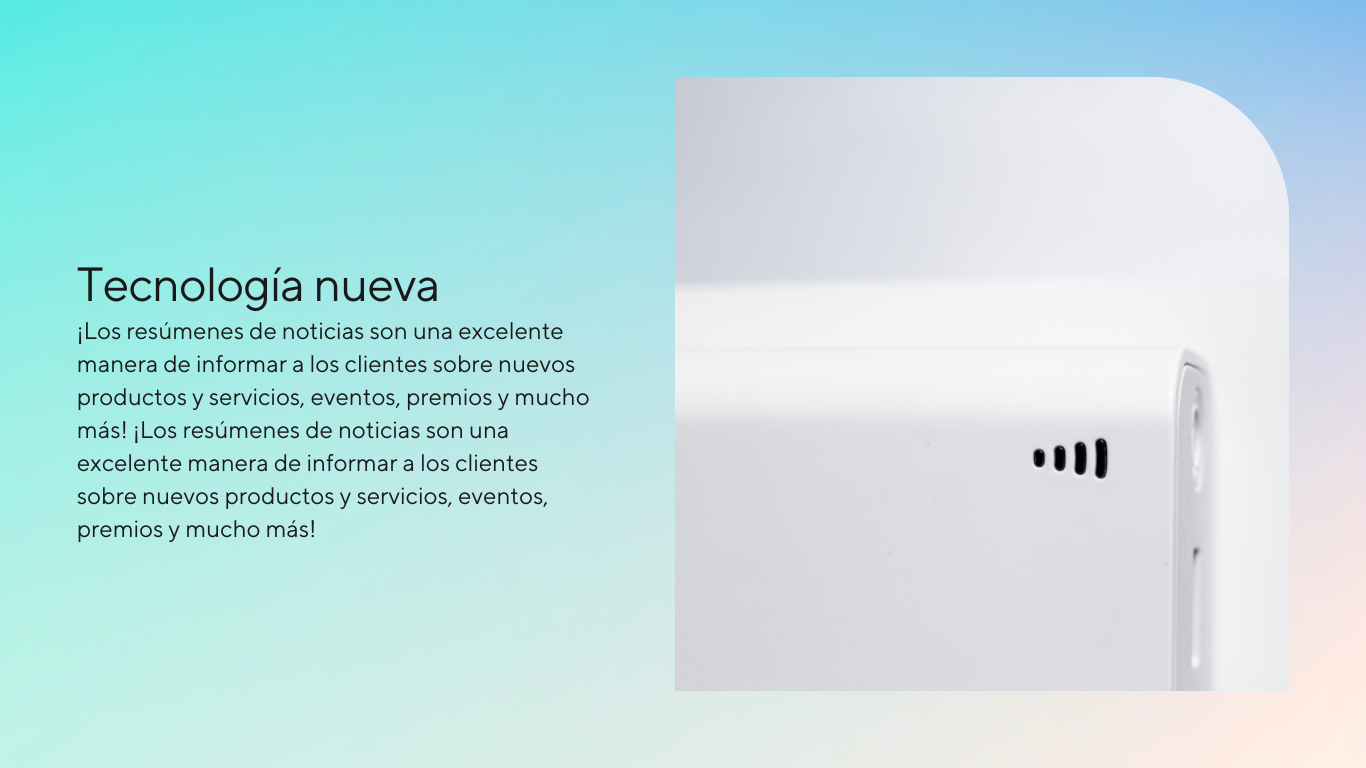 Tecnología nueva
¡Los resúmenes de noticias son una excelente
manera de informar a los clientes sobre nuevos
productos y servicios, eventos, premios y mucho
más! ¡Los resúmenes de noticias son una
excelente manera de informar a los clientes
sobre nuevos productos y servicios, eventos,
premios y mucho más!